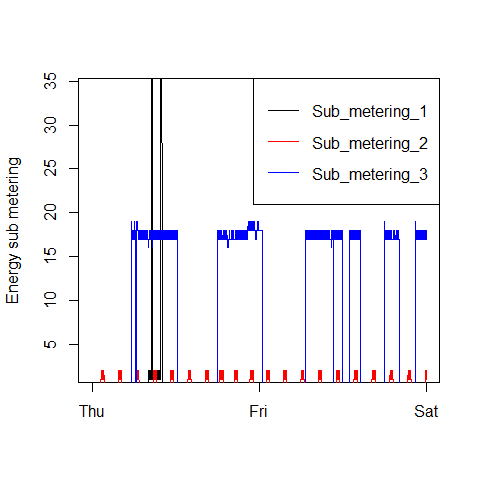 35
30
25
20
15
10
5
Energy sub metering
Sub_metering_1
Sub_metering_2
Sub_metering_3
Thu Fri Sat